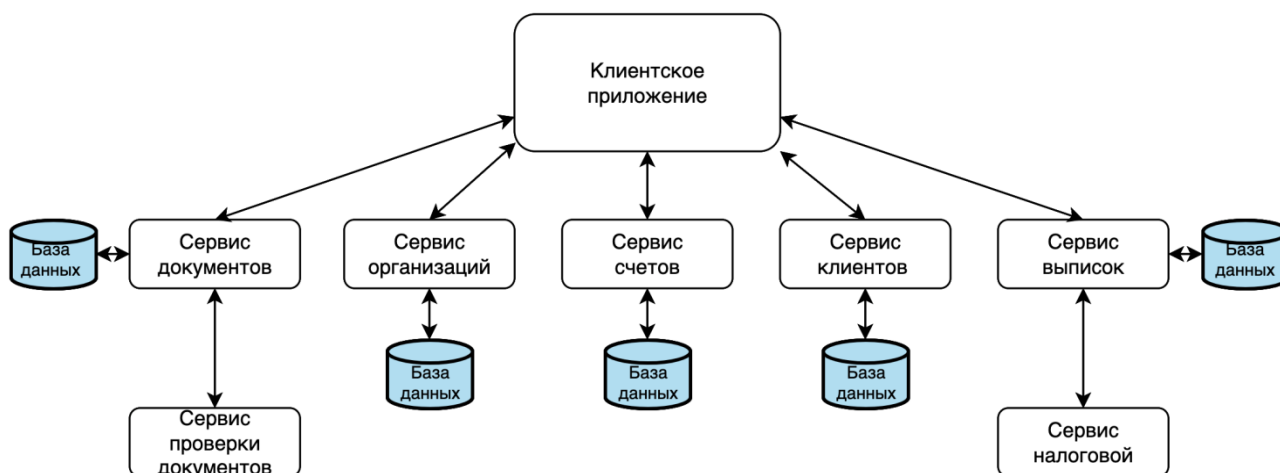 Клиентское
приложение
База
данных
Сервис
документов
Сервис
организаций
Сервис
счетов
Сервис
клиентов
Сервис
выписок
База
данных
База
данных
База
данных
База
данных
Сервис
проверки
документов
Сервис
налоговой